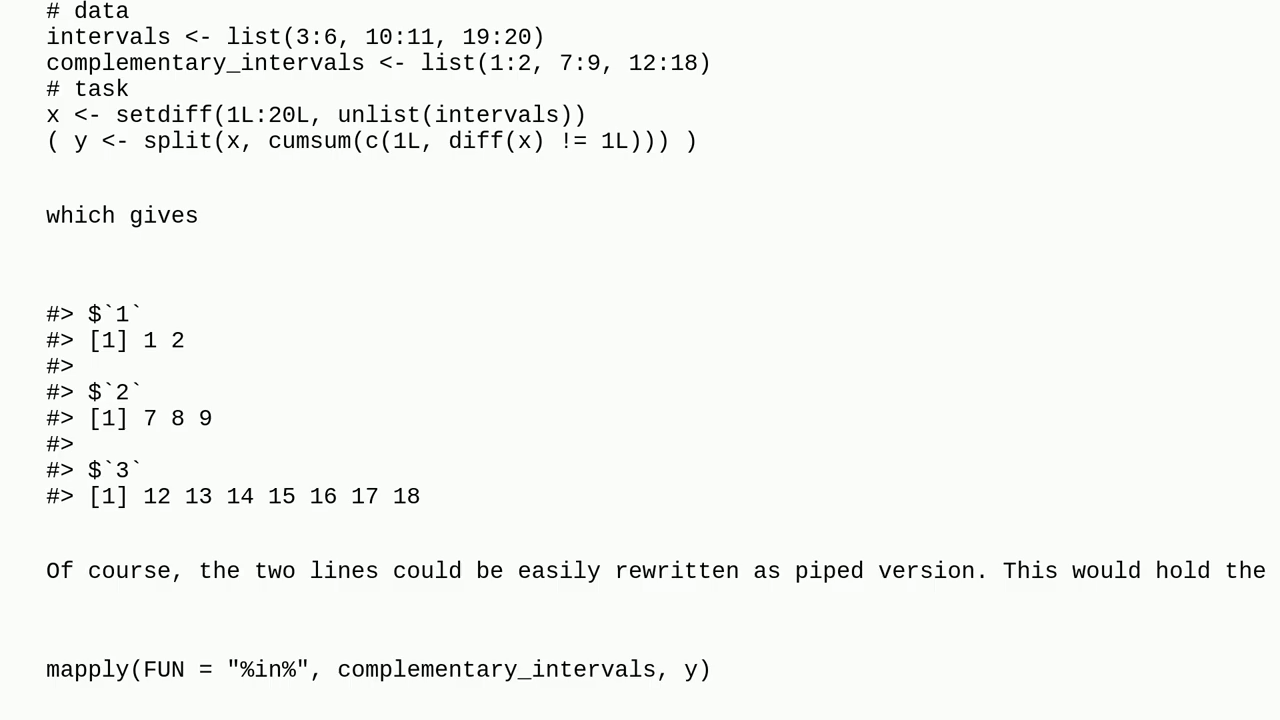 # data
intervals <- list(3:6, 10:11, 19:20)
complementary_intervals <- list(1:2, 7:9, 12:18)
# task
x <- setdiff(1L:20L, unlist(intervals))
( y <- split(x, cumsum(c(1L, diff(x) != 1L))) )
which gives
#> $`1`
#> [1] 1 2
#>
#> $`2`
#> [1] 7 8 9
#>
#> $`3`
#> [1] 12 13 14 15 16 17 18
Of course, the two lines could be easily rewritten as piped version. This would hold the
mapply(FUN = "%in%", complementary_intervals, y)